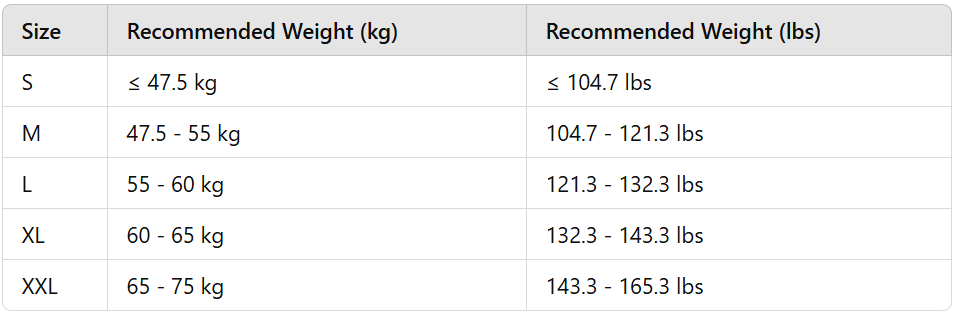 Size Recommended Weight (kg) Recommended Weight (lbs)
S ≤ 47.5 kg ≤ 104.7 lbs
M 47.5 - 55 kg 104.7 - 121.3 lbs
L 55 - 60 kg 121.3 - 132.3 lbs
XL 60 - 65 kg 132.3 - 143.3 lbs
XXL 65 - 75 kg 143.3 - 165.3 lbs